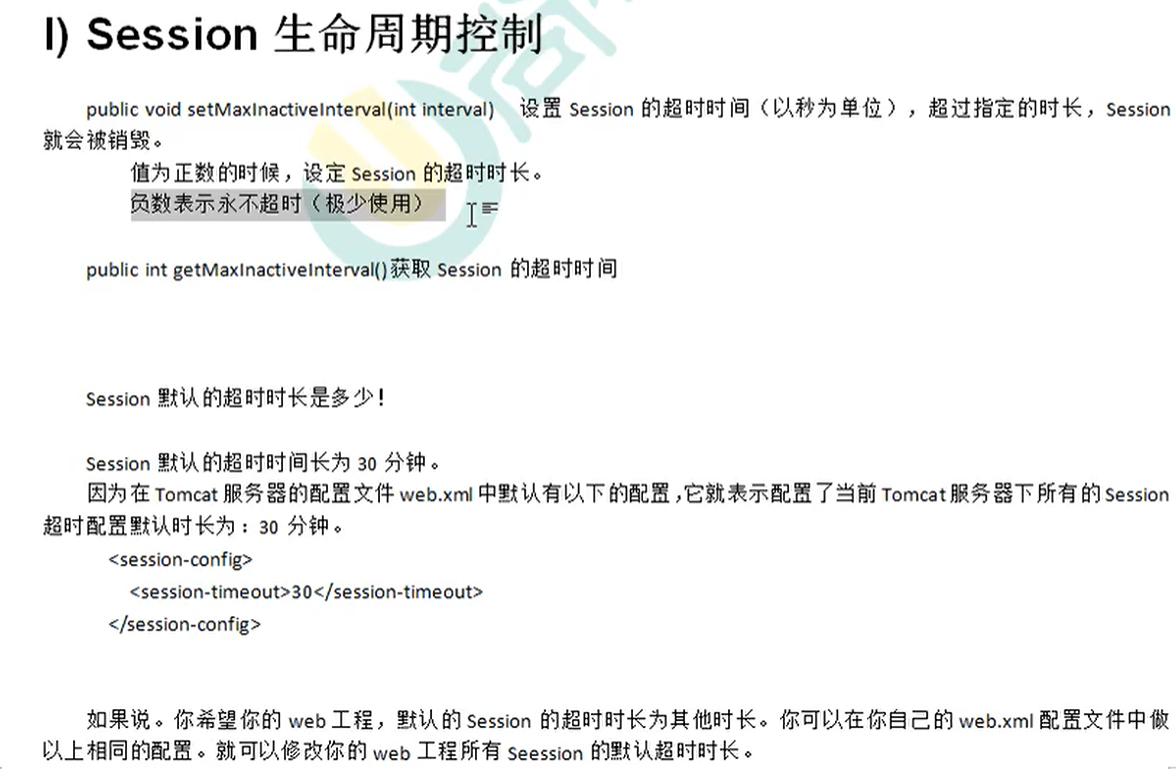 I) Session 生命周期控制
public void setMaxInactiveInterval(int interval) 设置 Session 的超时时间（以秒为单位），超过指定的时长，Session
就会被销毁。
值为正数的时候，设定 Session 的超时时长。
负数表示永不超时（极少使用）
public int getMaxInactiveInterval()获取 Session 的超时时间
Session 默认的超时时长是多少！
Session 默认的超时时间长为 30 分钟。
因为在 Tomcat 服务器的配置文件 web.xml 中默认有以下的配置，它就表示配置了当前 Tomcat 服务器下所有的 Session
超时配置默认时长为：30 分钟。
<session-config>
<session-timeout>30</session-timeout>
</session-config>
如果说。你希望你的 web 工程，默认的 Session 的超时时长为其他时长。你可以在你自己的 web.xml 配置文件中做
以上相同的配置。就可以修改你的 web 工程所有 Seession 的默认超时时长。